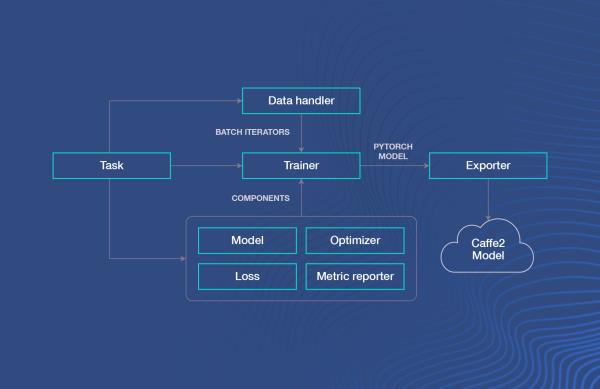 Data handler
BATCH ITERATORS
PYTORCH
MODEL
Task
Trainer
Exporter
COMPONENTS
Model
Optimizer
Caffe2
Model
Loss
Metric reporter